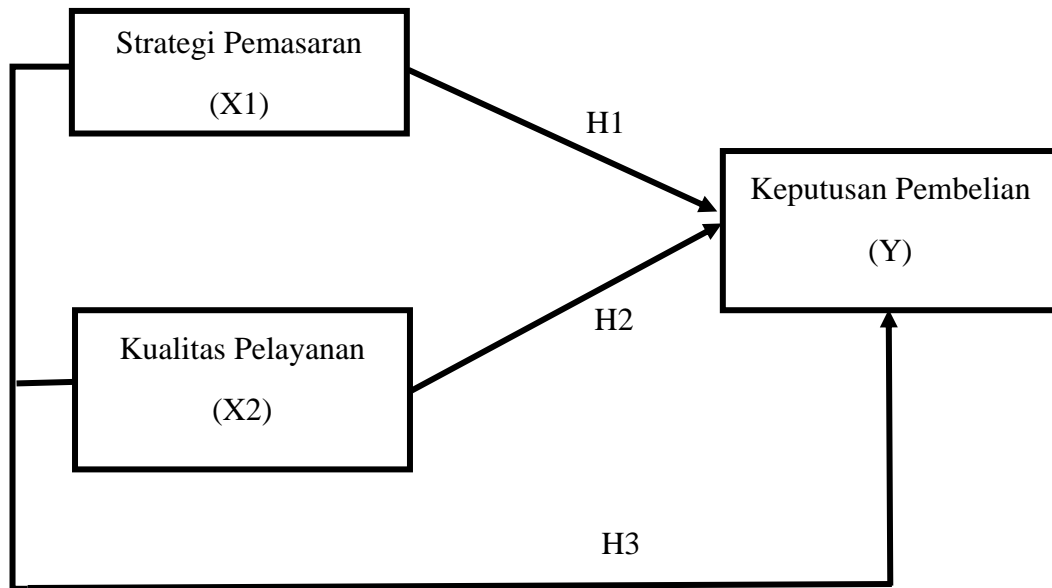 Strategi Pemasaran
(X1)
H1
Keputusan Pembelian
(Y)
H2
Kualitas Pelayanan
(X2)
H3